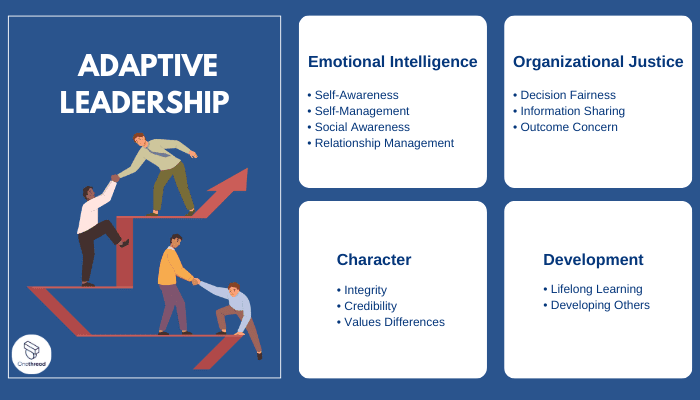 ADAPTIVE
LEADERSHIP
Onethread
Emotional Intelligence
• Self-Awareness
• Self-Management
• Social Awareness
• Relationship Management
Organizational Justice
• Decision Fairness
• Information Sharing
• Outcome Concern
Character
• Integrity
• Credibility
• Values Differences
Development
• Lifelong Learning
• Developing Others